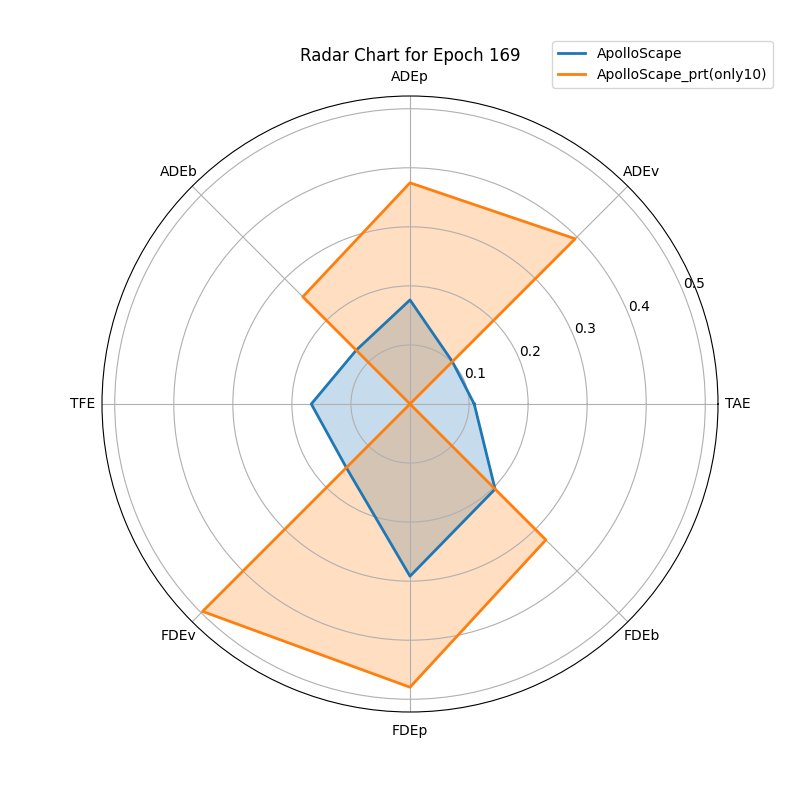 Radar Chart for Epoch 169
ApolloScape
ApolloScape_prt(only10)
ADEp
ADEb
ADEv
0.5
0.4
0.3
0.2
0.1
TFE
TAE
FDEv
FDEb
FDEp